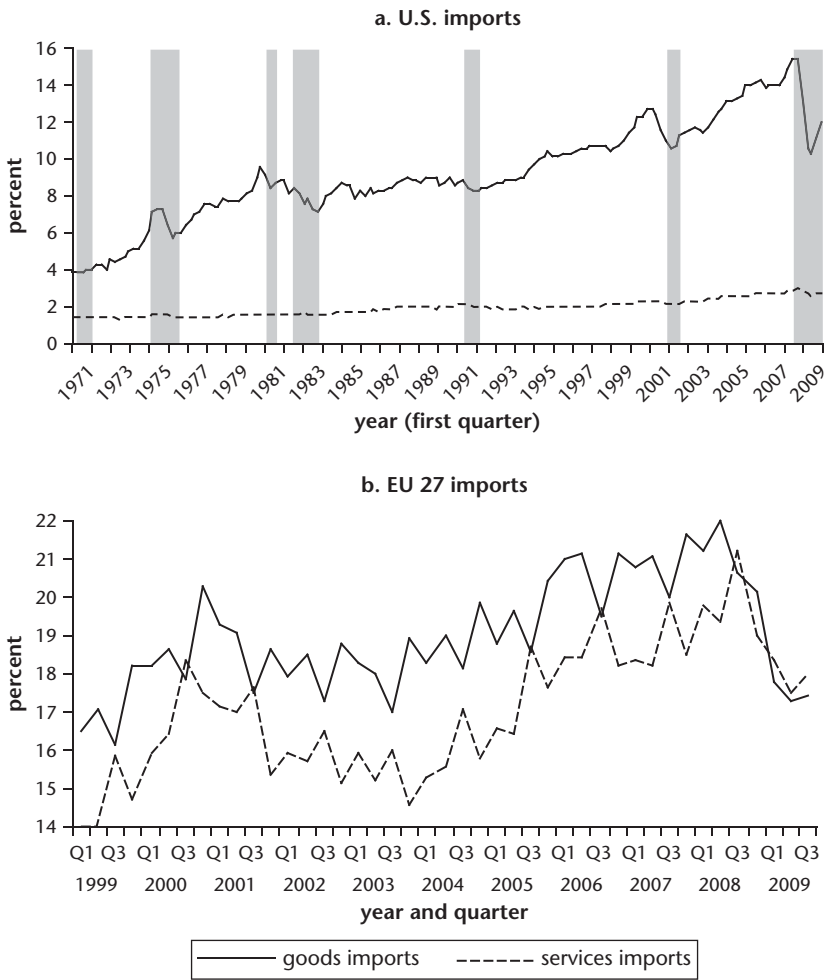 a. U.S. imports
16
14
12
10
8
6
4
2
0
percent
1971 1973 1975 1977 1979 1981 1983 1985 1987 1989 1991 1993 1995 1997 1999 2001 2003 2005 2007 2009
year (first quarter)
b. EU 27 imports
22
21
20
19
18
17
16
15
14
percent
Q1 Q3 Q1 Q3 Q1 Q3 Q1 Q3 Q1 Q3 Q1 Q3 Q1 Q3 Q1 Q3 Q1 Q3 Q1 Q3 Q1 Q3
1999 2000 2001 2002 2003 2004 2005 2006 2007 2008 2009
year and quarter
goods imports services imports